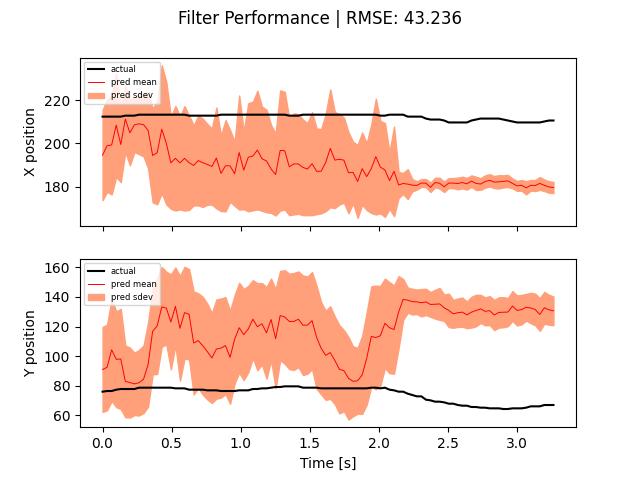 Filter Performance | RMSE: 43.236
actual
pred mean
pred sdev
X position
220
200
180
actual
pred mean
pred sdev
Y position
160
140
120
100
80
60
0.0 0.5 1.0 1.5 2.0 2.5 3.0
Time [s]